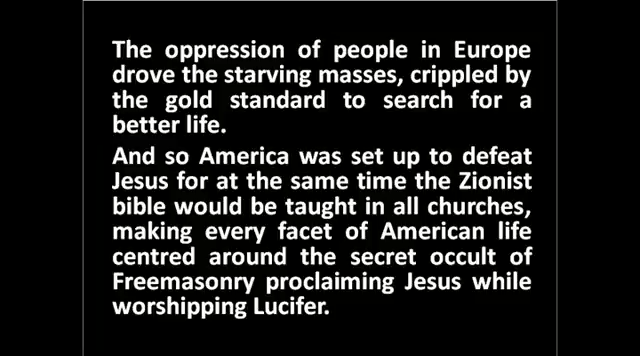 The oppression of people in Europe
drove the starving masses, crippled by
the gold standard to search for a
better life.
And so America was set up to defeat
Jesus for at the same time the Zionist
bible would be taught in all churches,
making every facet of American life
centred around the secret occult of
Freemasonry proclaiming Jesus while
worshipping Lucifer.